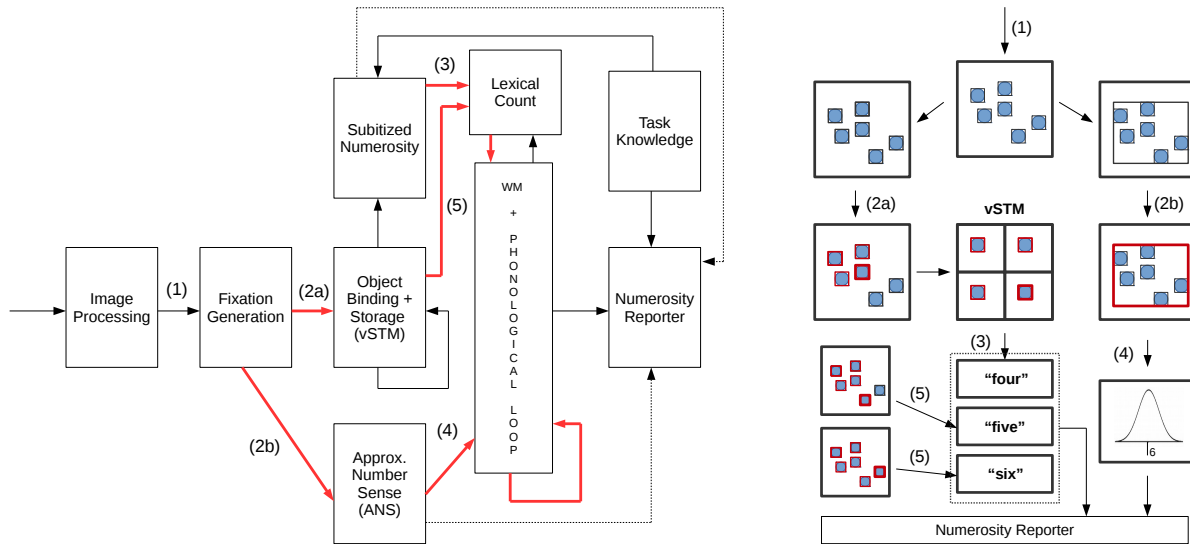 (3)
Lexical
Count
Subitized
Numerosity
Task
Knowledge
(5)
WM
+
PHONOLOGICAL
LOOP
(1)
(2a)
Image
Processing
Fixation
Generation
Object
Binding +
Storage
(vSTM)
Numerosity
Reporter
(2b)
(4)
Approx.
Number
Sense
(ANS)
(1)
(2a)
vSTM
(2b)
(3)
(4)
“four”
(5)
“five”
(5)
“six”
6
Numerosity Reporter